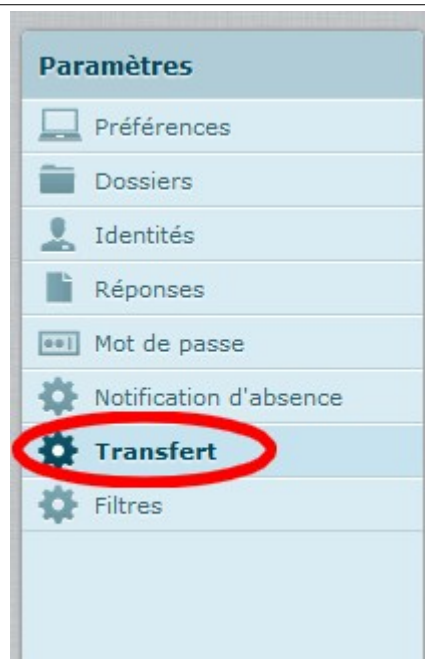 Paramètres
Préférences
Dossiers
Identités
Réponses
Mot de passe
Notification d'absence
Transfert
Filtres